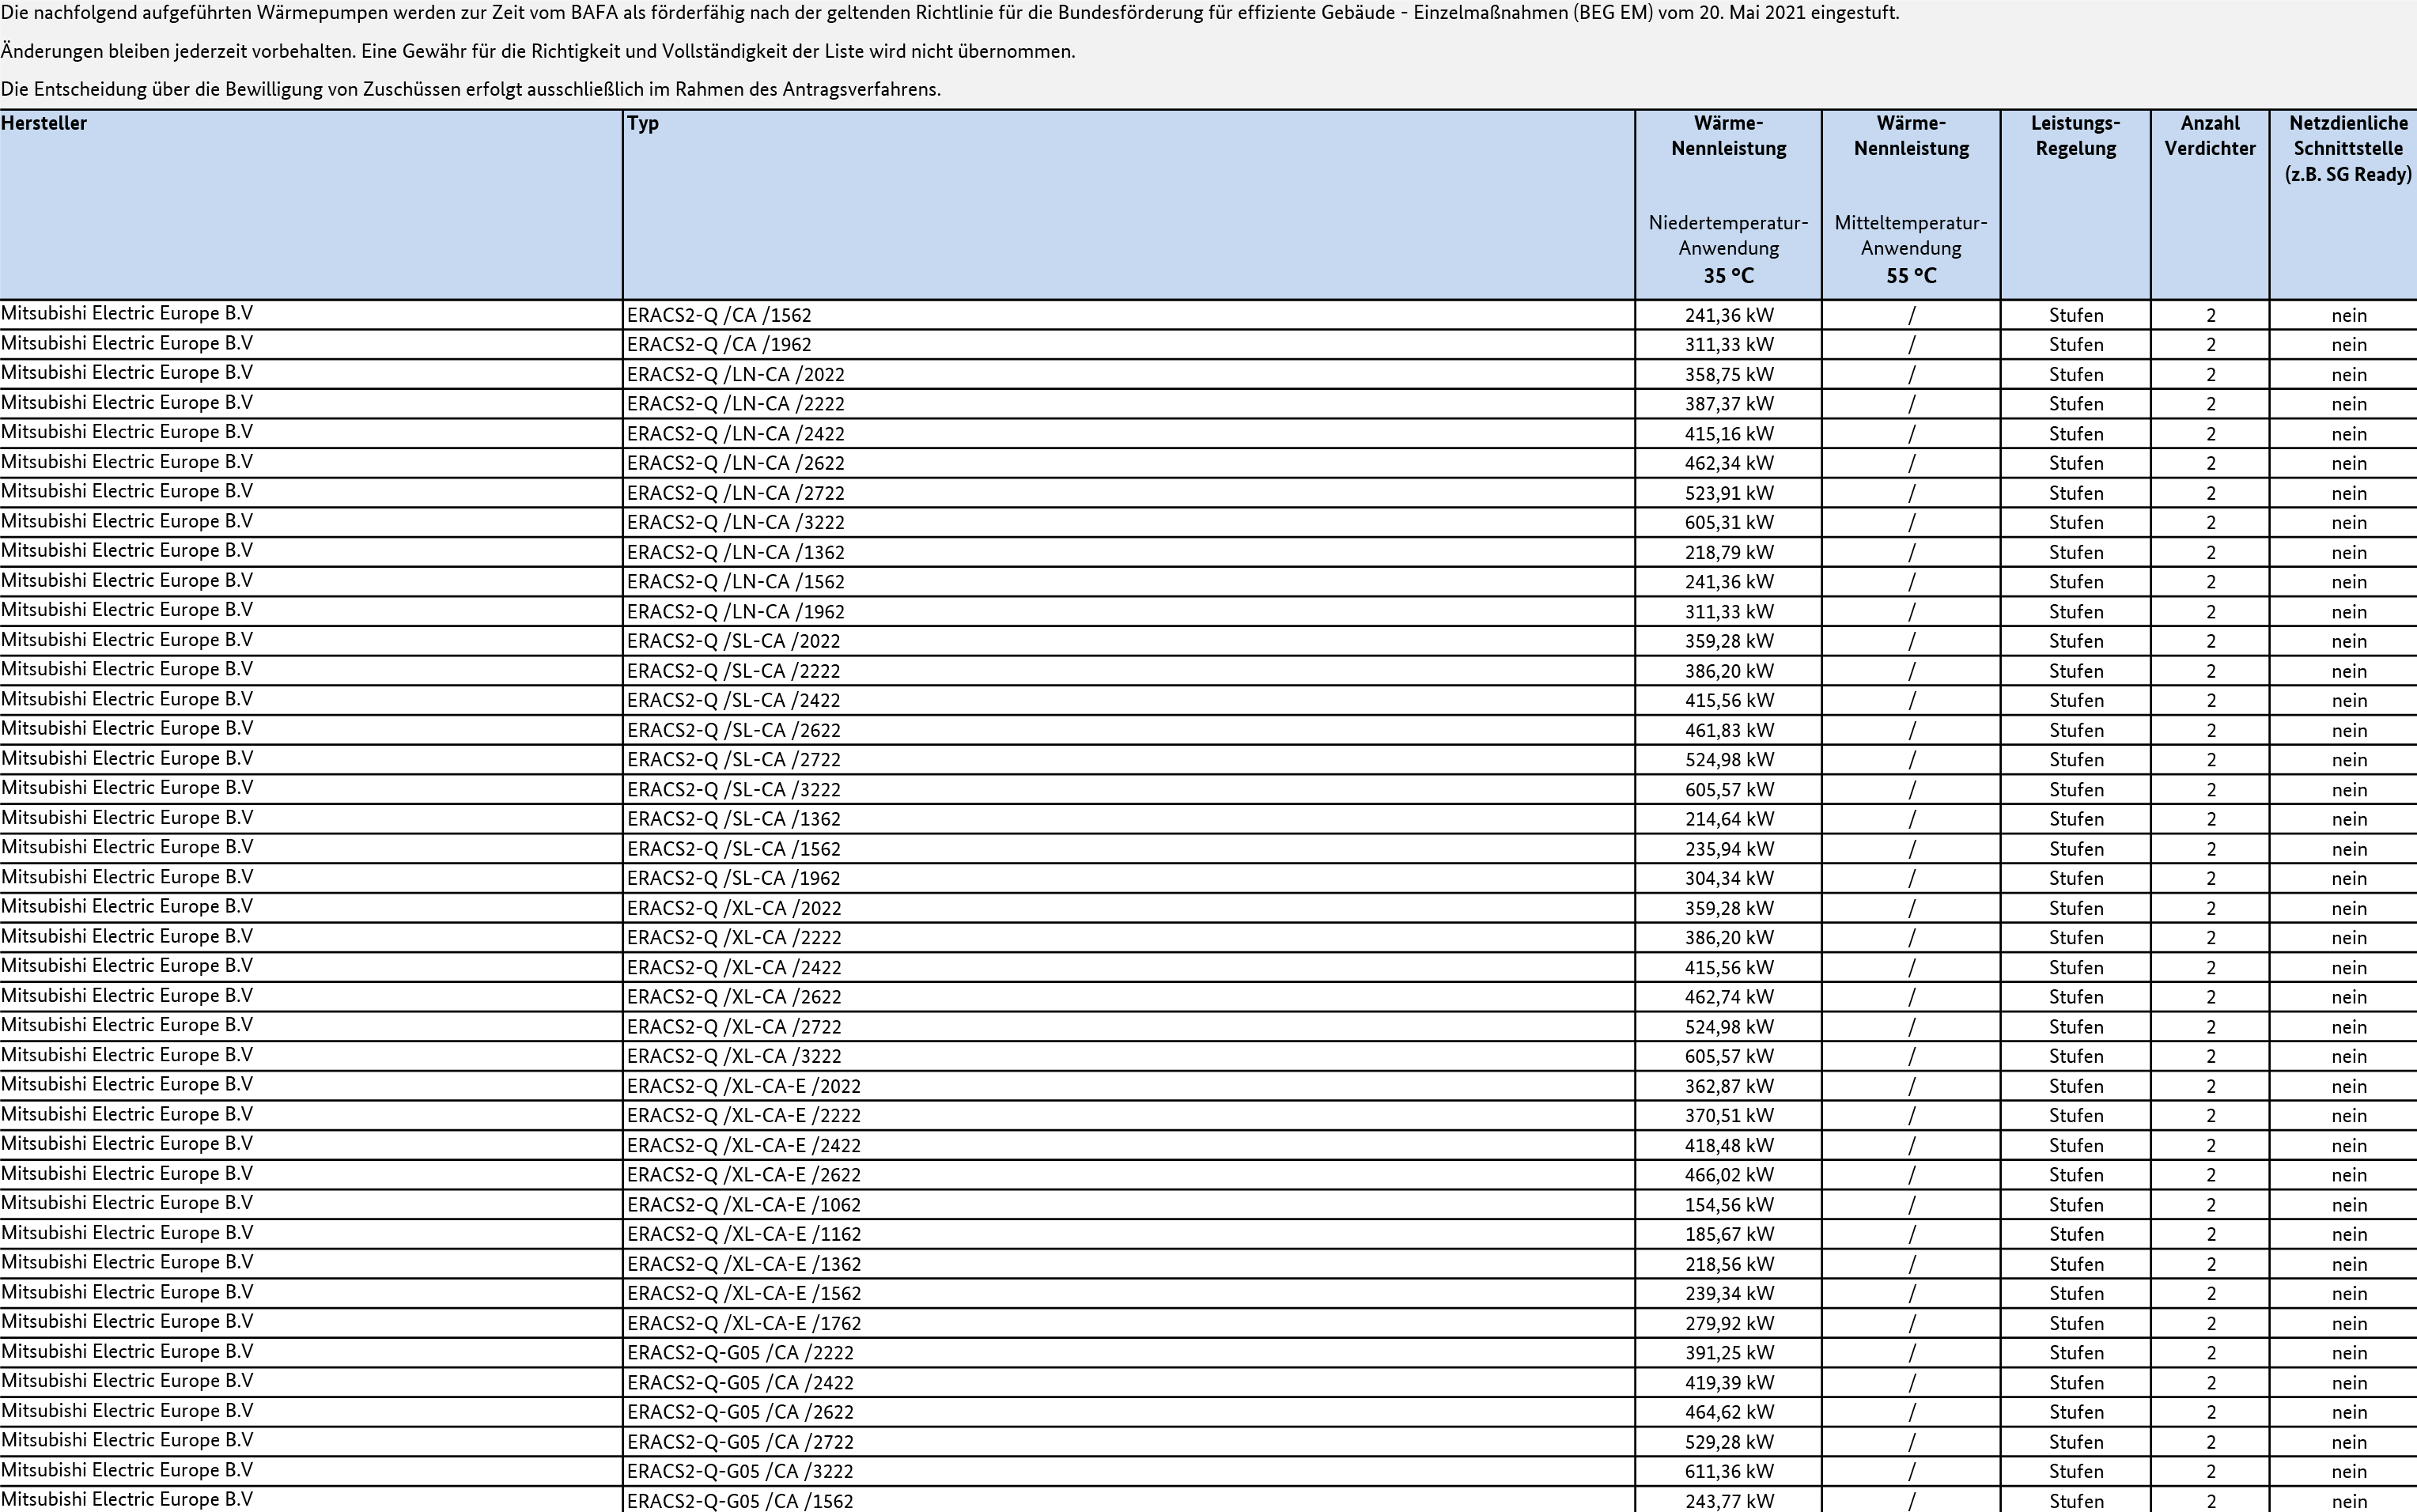 Die nachfolgend aufgeführten Wärmepumpen werden zur Zeit vom BAFA als förderfähig nach der geltenden Richtlinie für die Bundesförderung für effiziente Gebäude - Einzelmaßnahmen (BEG EM) vom 20. Mai 2021 eingestuft.
Änderungen bleiben jederzeit vorbehalten. Eine Gewähr für die Richtigkeit und Vollständigkeit der Liste wird nicht übernommen.
Die Entscheidung über die Bewilligung von Zuschüssen erfolgt ausschließlich im Rahmen des Antragsverfahrens.
Hersteller Typ Wärme- Wärme- Leistungs- Anzahl Netzdienliche
Nennleistung Nennleistung Regelung Verdichter Schnittstelle
(z.B. SG Ready)
Niedertemperatur- Mitteltemperatur-
Anwendung Anwendung
35 °C 55 °C
Mitsubishi Electric Europe B.V ERACS2-Q /CA /1562 241,36 kW / Stufen 2 nein
Mitsubishi Electric Europe B.V ERACS2-Q /CA /1962 311,33 kW / Stufen 2 nein
Mitsubishi Electric Europe B.V ERACS2-Q /LN-CA /2022 358,75 kW / Stufen 2 nein
Mitsubishi Electric Europe B.V ERACS2-Q /LN-CA /2222 387,37 kW / Stufen 2 nein
Mitsubishi Electric Europe B.V ERACS2-Q /LN-CA /2422 415,16 kW / Stufen 2 nein
Mitsubishi Electric Europe B.V ERACS2-Q /LN-CA /2622 462,34 kW / Stufen 2 nein
Mitsubishi Electric Europe B.V ERACS2-Q /LN-CA /2722 523,91 kW / Stufen 2 nein
Mitsubishi Electric Europe B.V ERACS2-Q /LN-CA /3222 605,31 kW / Stufen 2 nein
Mitsubishi Electric Europe B.V ERACS2-Q /LN-CA /1362 218,79 kW / Stufen 2 nein
Mitsubishi Electric Europe B.V ERACS2-Q /LN-CA /1562 241,36 kW / Stufen 2 nein
Mitsubishi Electric Europe B.V ERACS2-Q /LN-CA /1962 311,33 kW / Stufen 2 nein
Mitsubishi Electric Europe B.V ERACS2-Q /SL-CA /2022 359,28 kW / Stufen 2 nein
Mitsubishi Electric Europe B.V ERACS2-Q /SL-CA /2222 386,20 kW / Stufen 2 nein
Mitsubishi Electric Europe B.V ERACS2-Q /SL-CA /2422 415,56 kW / Stufen 2 nein
Mitsubishi Electric Europe B.V ERACS2-Q /SL-CA /2622 461,83 kW / Stufen 2 nein
Mitsubishi Electric Europe B.V ERACS2-Q /SL-CA /2722 524,98 kW / Stufen 2 nein
Mitsubishi Electric Europe B.V ERACS2-Q /SL-CA /3222 605,57 kW / Stufen 2 nein
Mitsubishi Electric Europe B.V ERACS2-Q /SL-CA /1362 214,64 kW / Stufen 2 nein
Mitsubishi Electric Europe B.V ERACS2-Q /SL-CA /1562 235,94 kW / Stufen 2 nein
Mitsubishi Electric Europe B.V ERACS2-Q /SL-CA /1962 304,34 kW / Stufen 2 nein
Mitsubishi Electric Europe B.V ERACS2-Q /XL-CA /2022 359,28 kW / Stufen 2 nein
Mitsubishi Electric Europe B.V ERACS2-Q /XL-CA /2222 386,20 kW / Stufen 2 nein
Mitsubishi Electric Europe B.V ERACS2-Q /XL-CA /2422 415,56 kW / Stufen 2 nein
Mitsubishi Electric Europe B.V ERACS2-Q /XL-CA /2622 462,74 kW / Stufen 2 nein
Mitsubishi Electric Europe B.V ERACS2-Q /XL-CA /2722 524,98 kW / Stufen 2 nein
Mitsubishi Electric Europe B.V ERACS2-Q /XL-CA /3222 605,57 kW / Stufen 2 nein
Mitsubishi Electric Europe B.V ERACS2-Q /XL-CA-E /2022 362,87 kW / Stufen 2 nein
Mitsubishi Electric Europe B.V ERACS2-Q /XL-CA-E /2222 370,51 kW / Stufen 2 nein
Mitsubishi Electric Europe B.V ERACS2-Q /XL-CA-E /2422 418,48 kW / Stufen 2 nein
Mitsubishi Electric Europe B.V ERACS2-Q /XL-CA-E /2622 466,02 kW / Stufen 2 nein
Mitsubishi Electric Europe B.V ERACS2-Q /XL-CA-E /1062 154,56 kW / Stufen 2 nein
Mitsubishi Electric Europe B.V ERACS2-Q /XL-CA-E /1162 185,67 kW / Stufen 2 nein
Mitsubishi Electric Europe B.V ERACS2-Q /XL-CA-E /1362 218,56 kW / Stufen 2 nein
Mitsubishi Electric Europe B.V ERACS2-Q /XL-CA-E /1562 239,34 kW / Stufen 2 nein
Mitsubishi Electric Europe B.V ERACS2-Q /XL-CA-E /1762 279,92 kW / Stufen 2 nein
Mitsubishi Electric Europe B.V ERACS2-Q-G05 /CA /2222 391,25 kW / Stufen 2 nein
Mitsubishi Electric Europe B.V ERACS2-Q-G05 /CA /2422 419,39 kW / Stufen 2 nein
Mitsubishi Electric Europe B.V ERACS2-Q-G05 /CA /2622 464,62 kW / Stufen 2 nein
Mitsubishi Electric Europe B.V ERACS2-Q-G05 /CA /2722 529,28 kW / Stufen 2 nein
Mitsubishi Electric Europe B.V ERACS2-Q-G05 /CA /3222 611,36 kW / Stufen 2 nein
Mitsubishi Electric Europe B.V ERACS2-Q-G05 /CA /1562 243,77 kW / Stufen 2 nein